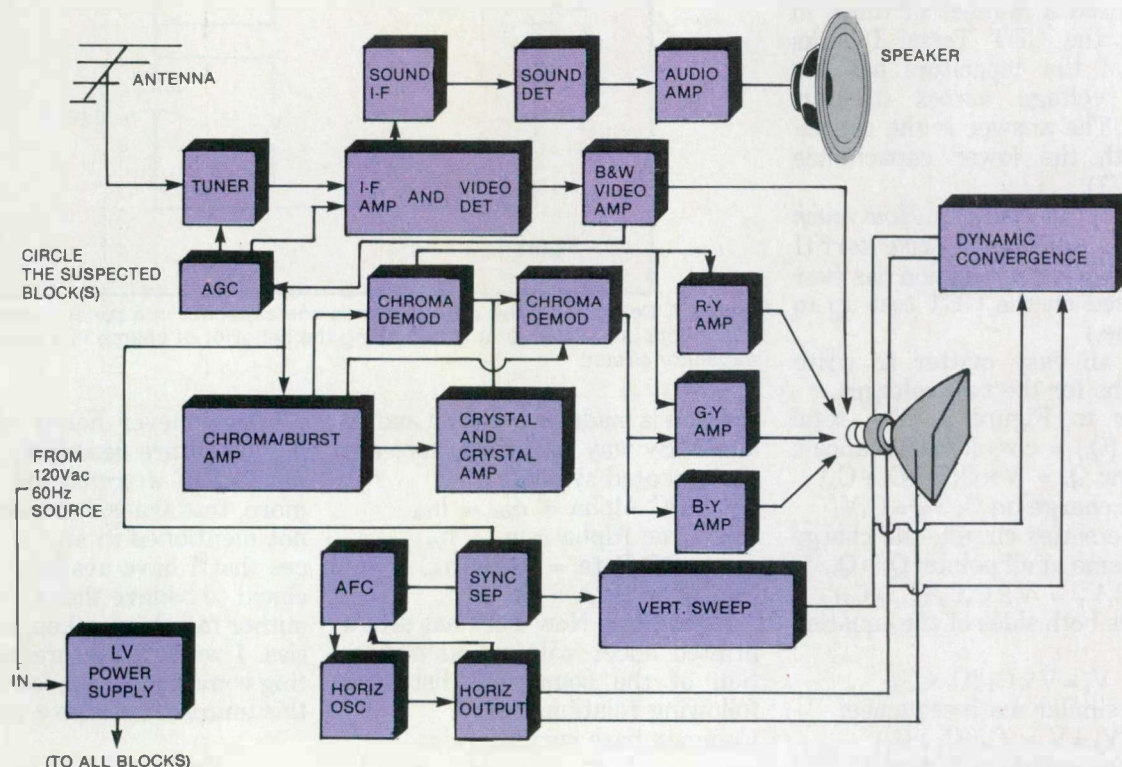 ANTENNA
SOUND
I-F
SOUND
DET
AUDIO
AMP
SPEAKER
TUNER
I-F
AMP AND VIDEO
DET
B&W
VIDEO
AMP
DYNAMIC
CONVERGENCE
CIRCLE
THE SUSPECTED
BLOCK(S)
AGC
CHROMA
DEMOD
CHROMA
DEMOD
R-Y
AMP
CHROMA/BURST
AMP
CRYSTAL
AND
CRYSTAL
AMP
G-Y
AMP
FROM
120Vac
60Hz
SOURCE
B-Y
AMP
AFC
SYNC
SEP
VERT. SWEEP
IN
LV
POWER
SUPPLY
HORIZ
OSC
HORIZ
OUTPUT
(TO ALL BLOCKS)